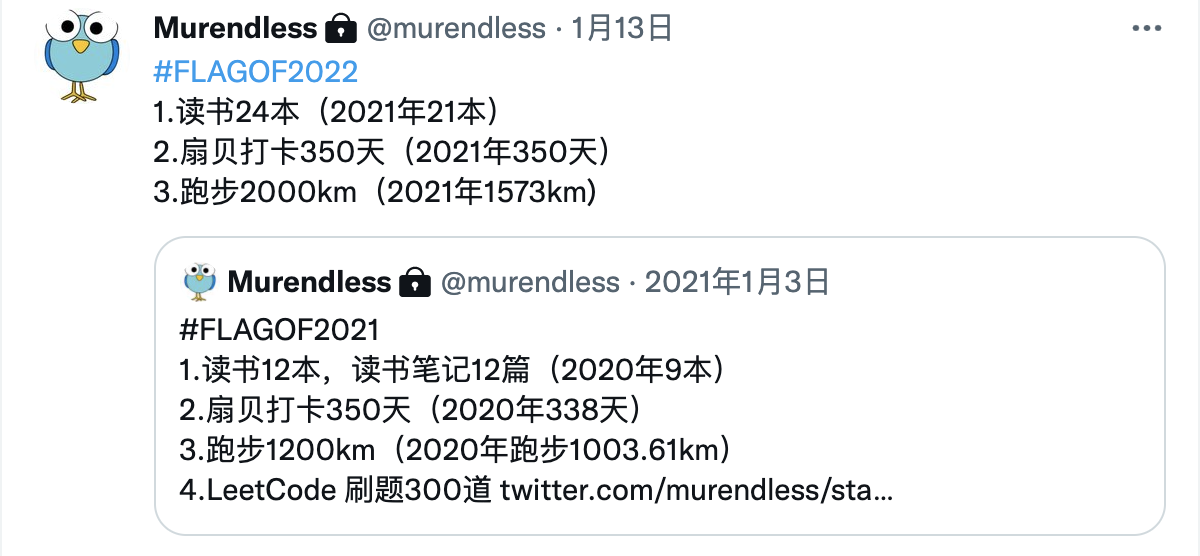 Murendless @murendless · 1月13日
#FLAGOF2022
1.读书24本（2021年21本）
2.扇贝打卡350天（2021年350天）
3.跑步2000km（2021年1573km)
Murendless @murendless · 2021年1月3日
#FLAGOF2021
1.读书12本，读书笔记12篇（2020年9本）
2.扇贝打卡350天（2020年338天）
3.跑步1200km（2020年跑步1003.61km）
4.LeetCode 刷题300道 twitter.com/murendless/sta…